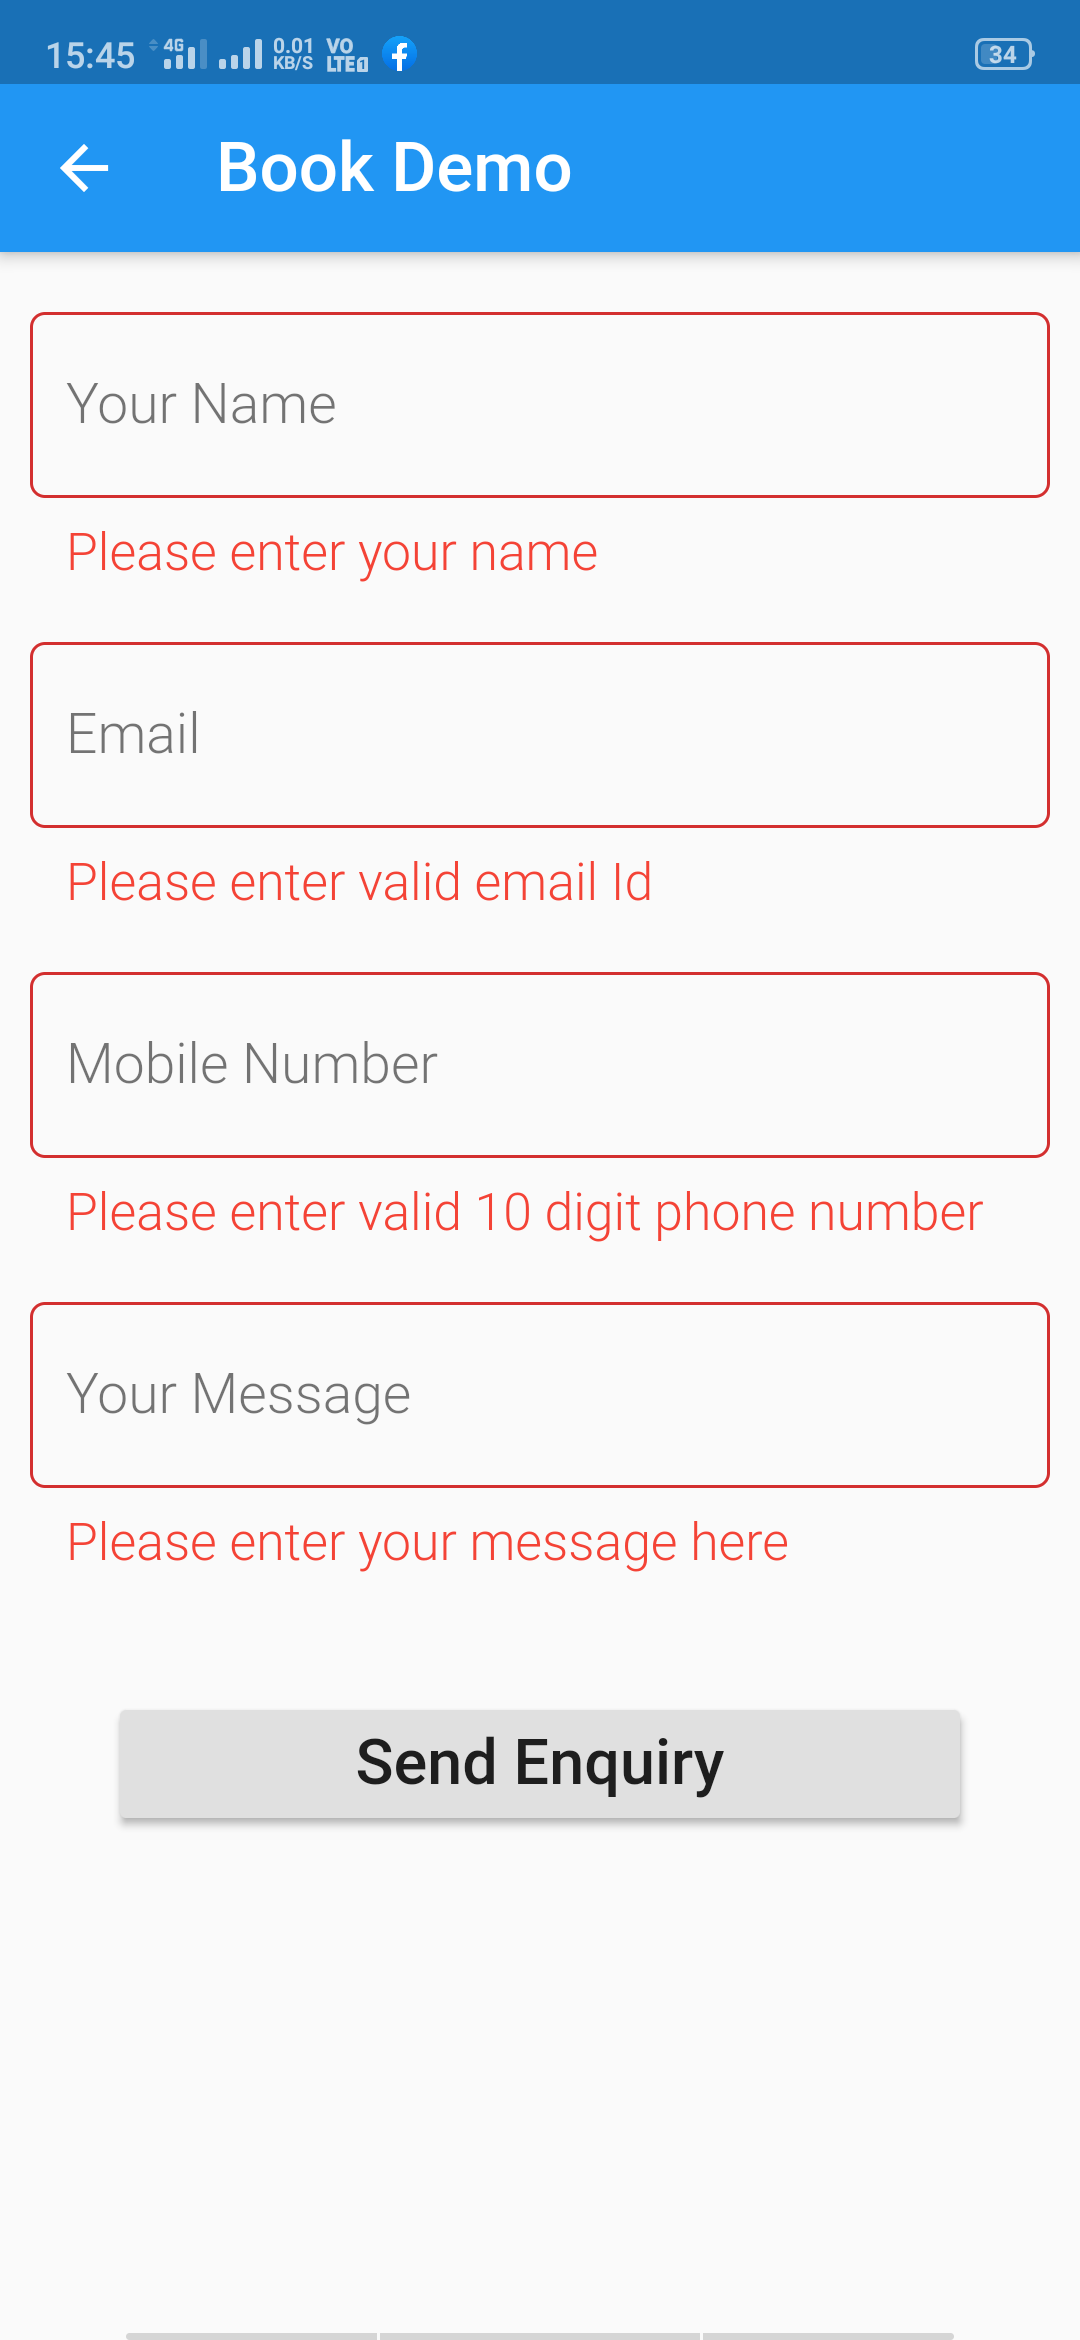 15:45 4G 0.01 KB/S VO LTE 1 34
Book Demo
Your Name
Please enter your name
Email
Please enter valid email Id
Mobile Number
Please enter valid 10 digit phone number
Your Message
Please enter your message here
Send Enquiry